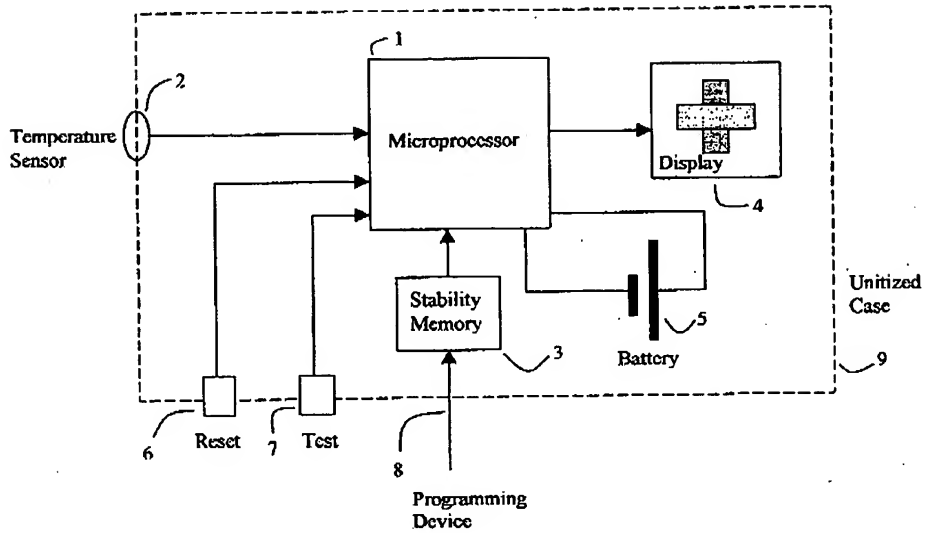 1
2
Temperature
Sensor
Microprocessor
Display
4
Stability
Memory
3
5
Battery
Unitized
Case
9
6
Reset
7
Test
8
Programming
Device